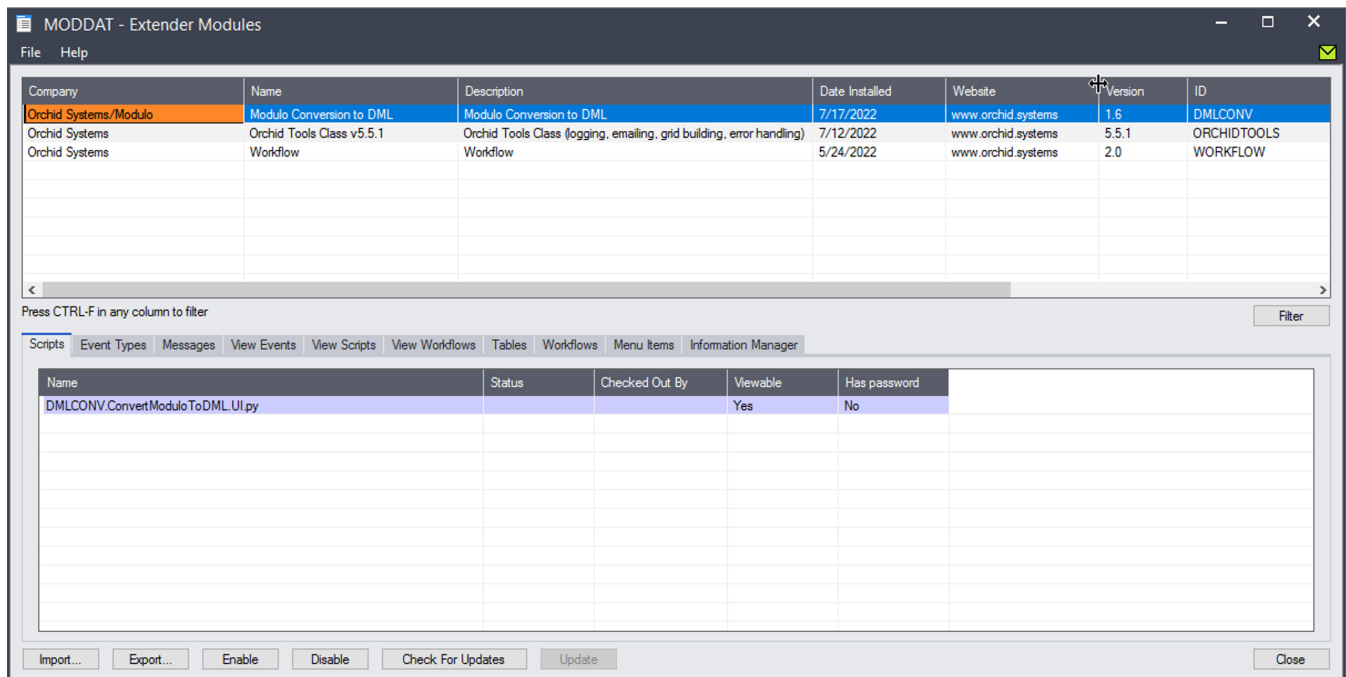 MODDAT - Extender Modules
File Help
Company Name Description Date Installed Website Version ID
Orchid Systems/Modulo Modulo Conversion to DML Modulo Conversion to DML 7/17/2022 www.orchid.systems 1.6 DMLCONV
Orchid Systems Orchid Tools Class v5.5.1 Orchid Tools Class (logging, emailing, grid building, error handling) 7/12/2022 www.orchid.systems 5.5.1 ORCHIDTOOLS
Orchid Systems Workflow Workflow 5/24/2022 www.orchid.systems 2.0 WORKFLOW
Press CTRL-F in any column to filter
Filter
Scripts Event Types Messages View Events View Scripts View Workflows Tables Workflows Menu Items Information Manager
Name Status Checked Out By Viewable Has password
DMLCONV.ConvertModuloToDML.UI.py Yes No
Import... Export... Enable Disable Check For Updates Update Close